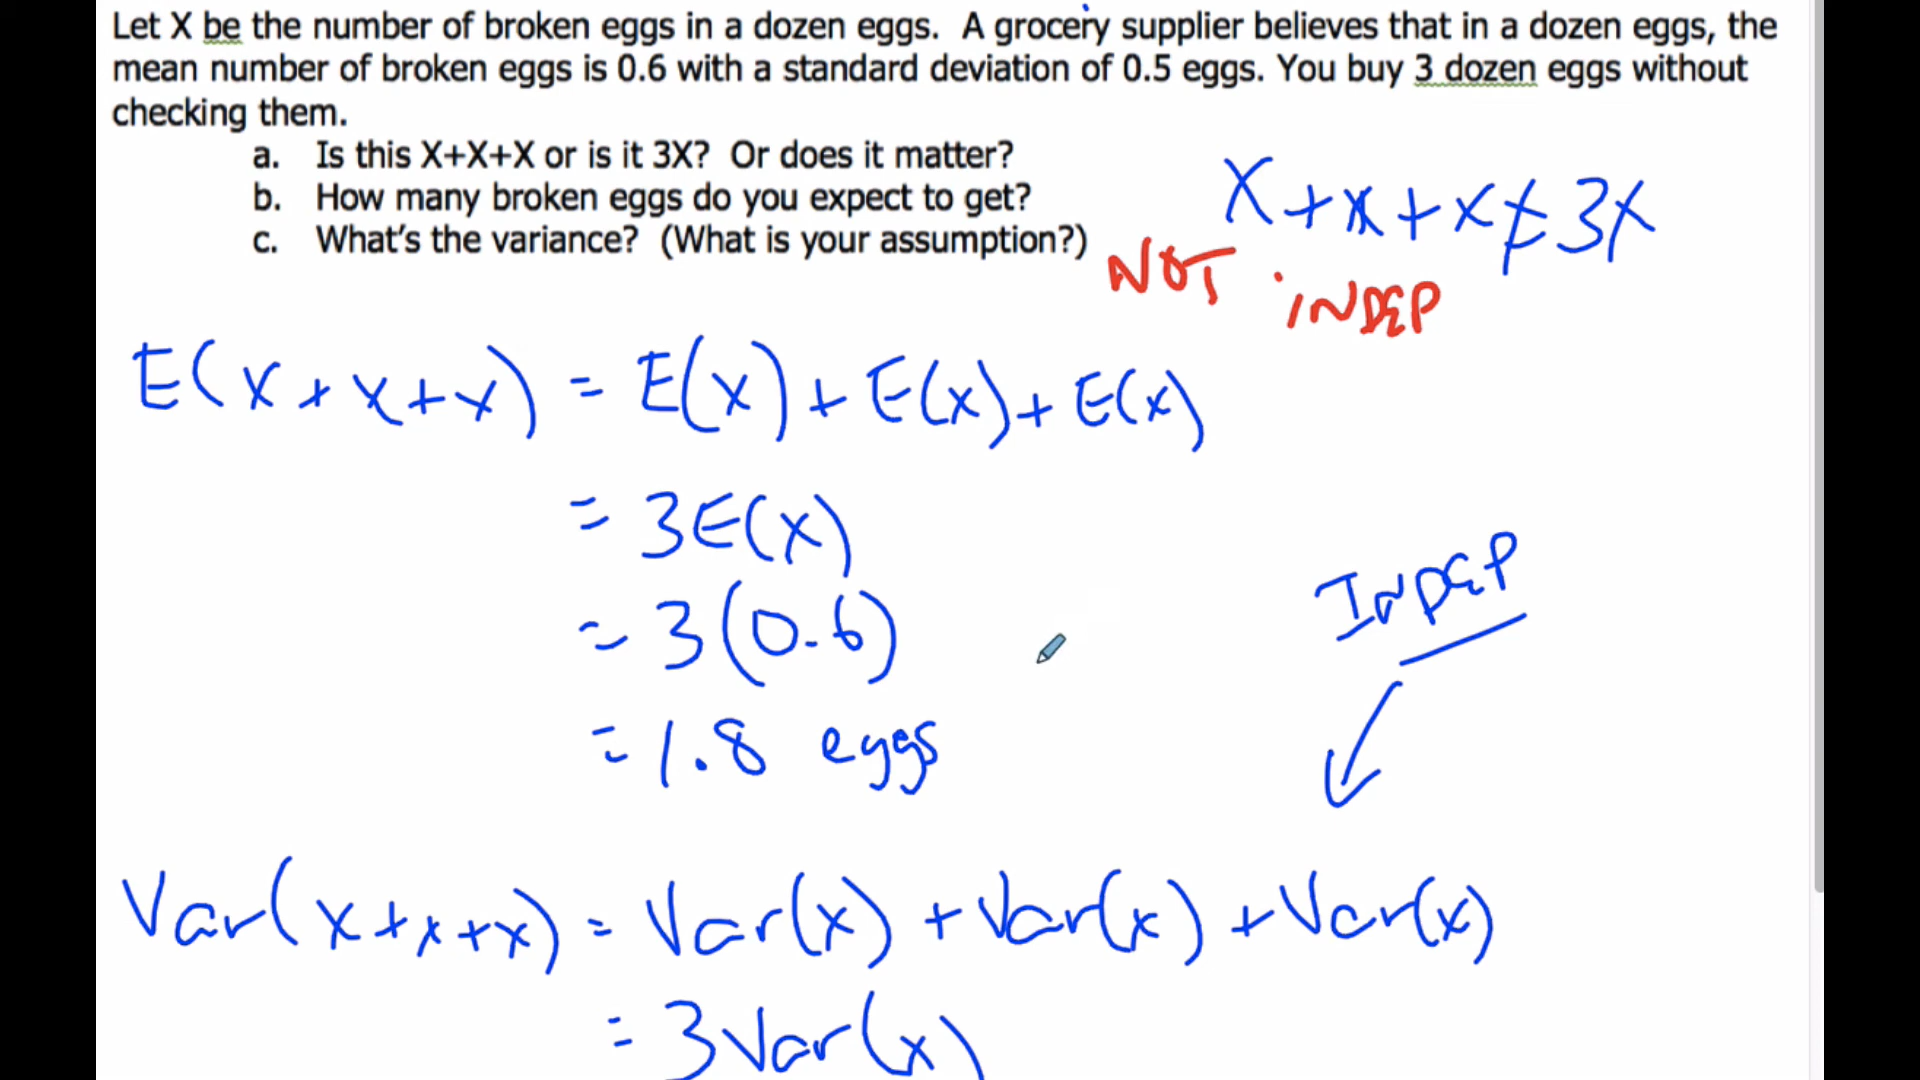 Let X be the number of broken eggs in a dozen eggs. A grocery supplier believes that in a dozen eggs, the
mean number of broken eggs is 0.6 with a standard deviation of 0.5 eggs. You buy 3 dozen eggs without
checking them.
a. Is this X+X+X or is it 3X? Or does it matter?
b. How many broken eggs do you expect to get?
c. What's the variance? (What is your assumption?)
X + X + X ≠ 3X
NOT INDEP
E(X + X + X) = E(X) + E(X) + E(X)
= 3E(X)
= 3(0.6)
= 1.8 eggs
INDEP
Var(X + X + X) = Var(X) + Var(X) + Var(X)
= 3Var(X)